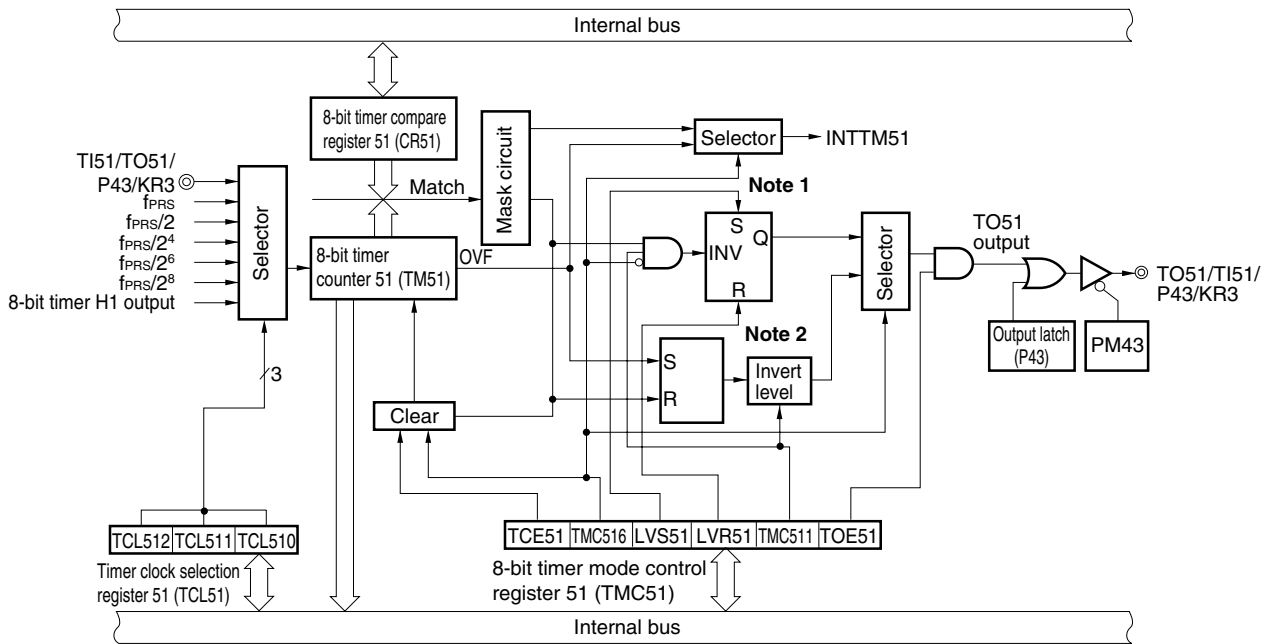 Internal bus
8-bit timer compare
register 51 (CR51)
Mask circuit
Selector
INTTM51
TI51/TO51/
P43/KR3
fPRS
fPRS/2
fPRS/2⁴
fPRS/2⁶
fPRS/2⁸
8-bit timer H1 output
Selector
Match
8-bit timer
counter 51 (TM51)
OVF
Note 1
S
Q
INV
R
Selector
TO51
output
TO51/TI51/
P43/KR3
Output latch
(P43)
PM43
Note 2
S
R
Invert
level
3
Clear
TCL512 TCL511 TCL510
Timer clock selection
register 51 (TCL51)
TCE51 TMC516 LVS51 LVR51 TMC511 TOE51
8-bit timer mode control
register 51 (TMC51)
Internal bus